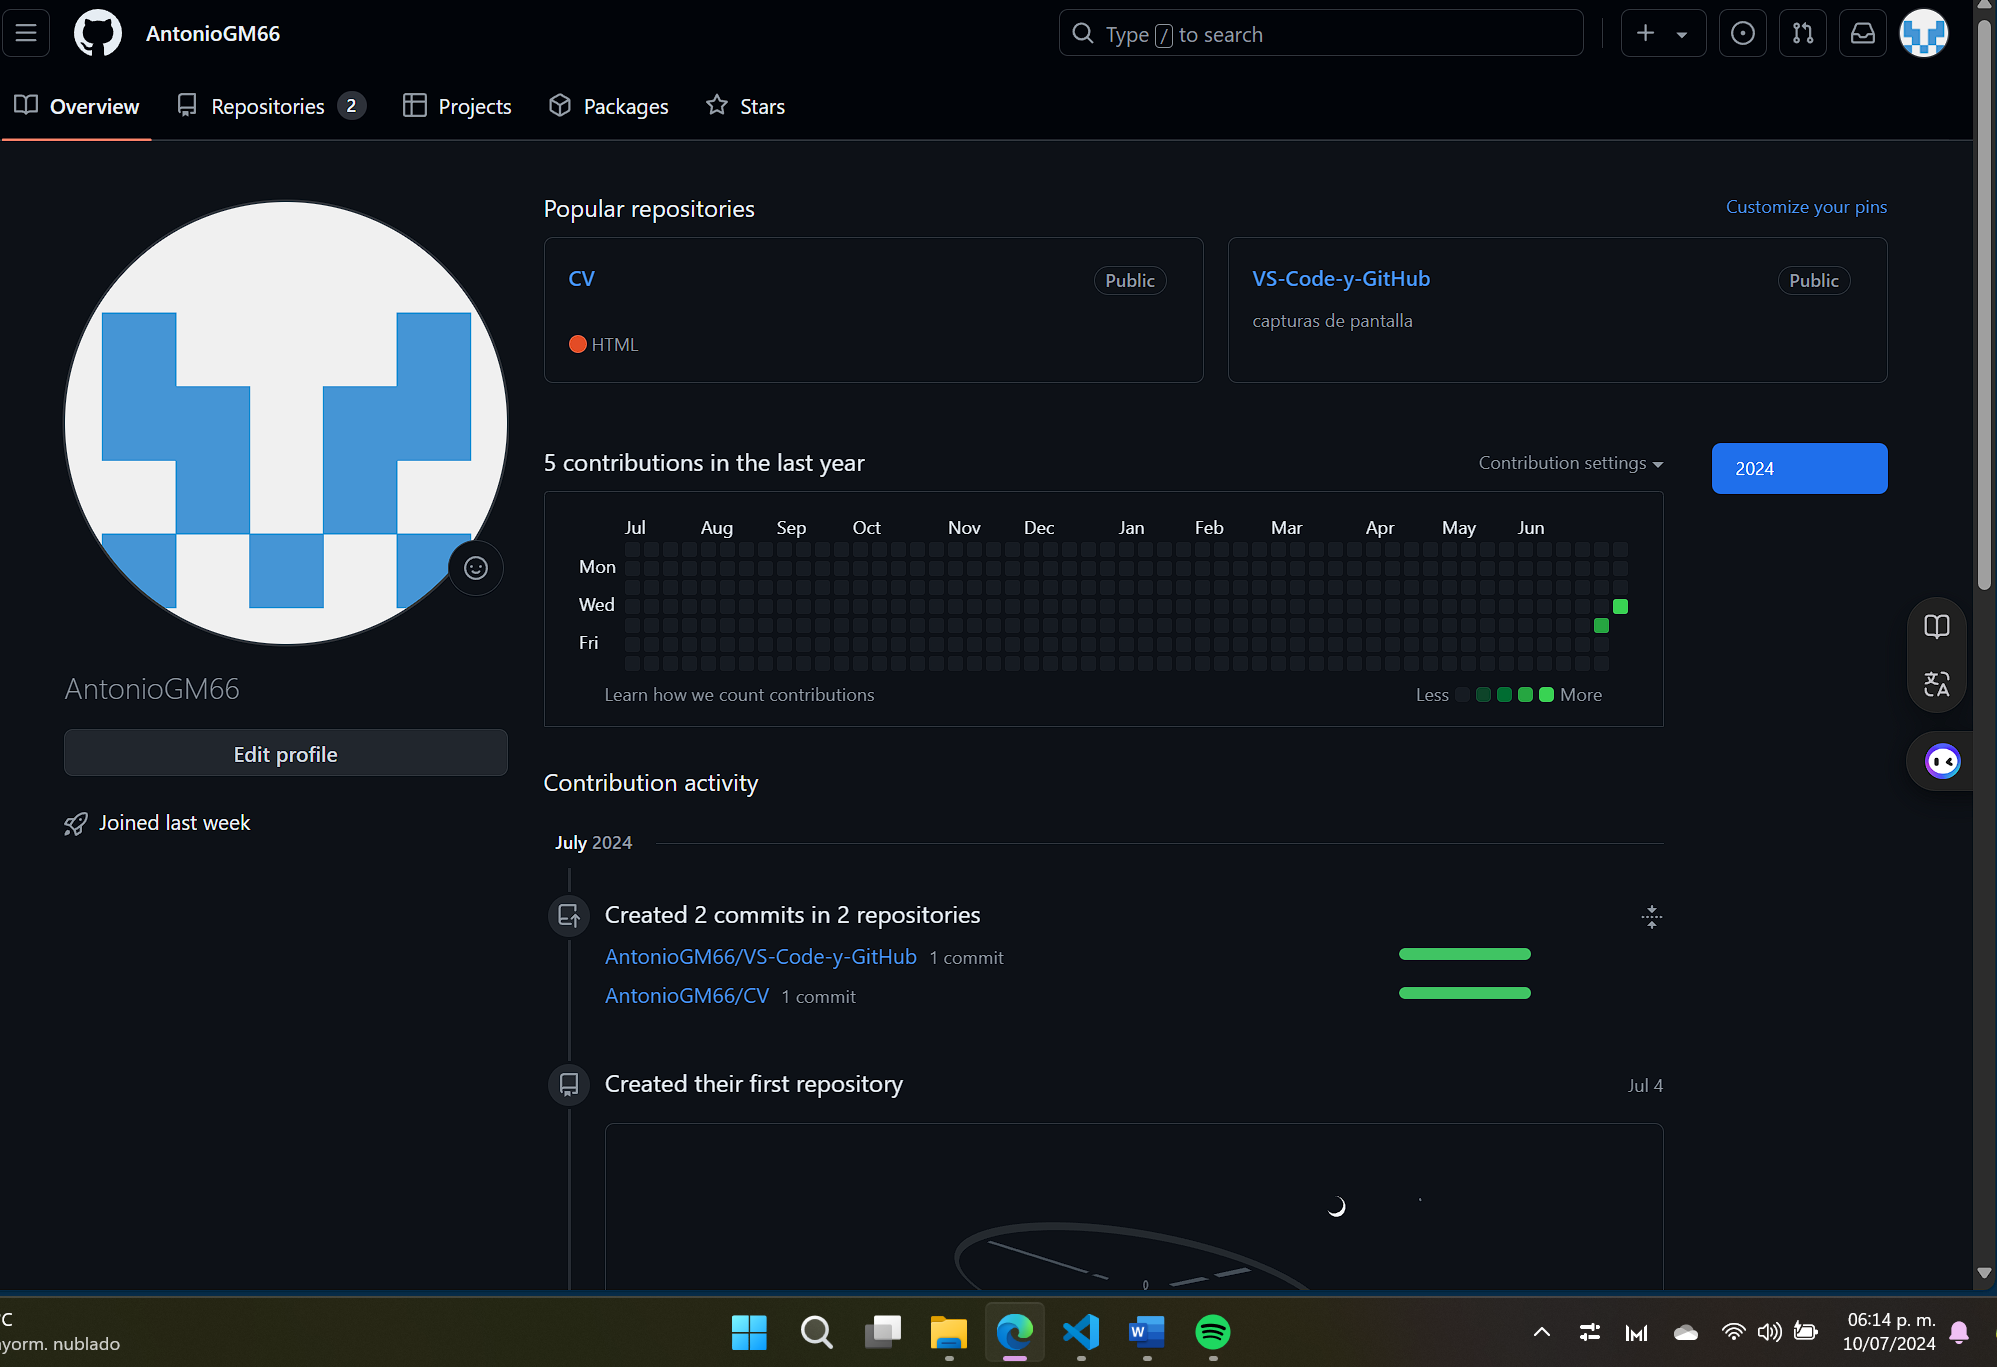 AntonioGM66
Type / to search
Overview
Repositories 2
Projects
Packages
Stars
Popular repositories
Customize your pins
CV
Public
HTML
VS-Code-y-GitHub
Public
capturas de pantalla
5 contributions in the last year
Contribution settings
2024
Jul Aug Sep Oct Nov Dec Jan Feb Mar Apr May Jun
Mon
Wed
Fri
Learn how we count contributions
Less More
AntonioGM66
Edit profile
Joined last week
Contribution activity
July 2024
Created 2 commits in 2 repositories
AntonioGM66/VS-Code-y-GitHub 1 commit
AntonioGM66/CV 1 commit
Created their first repository
Jul 4
°C
yorm. nublado
06:14 p. m.
10/07/2024